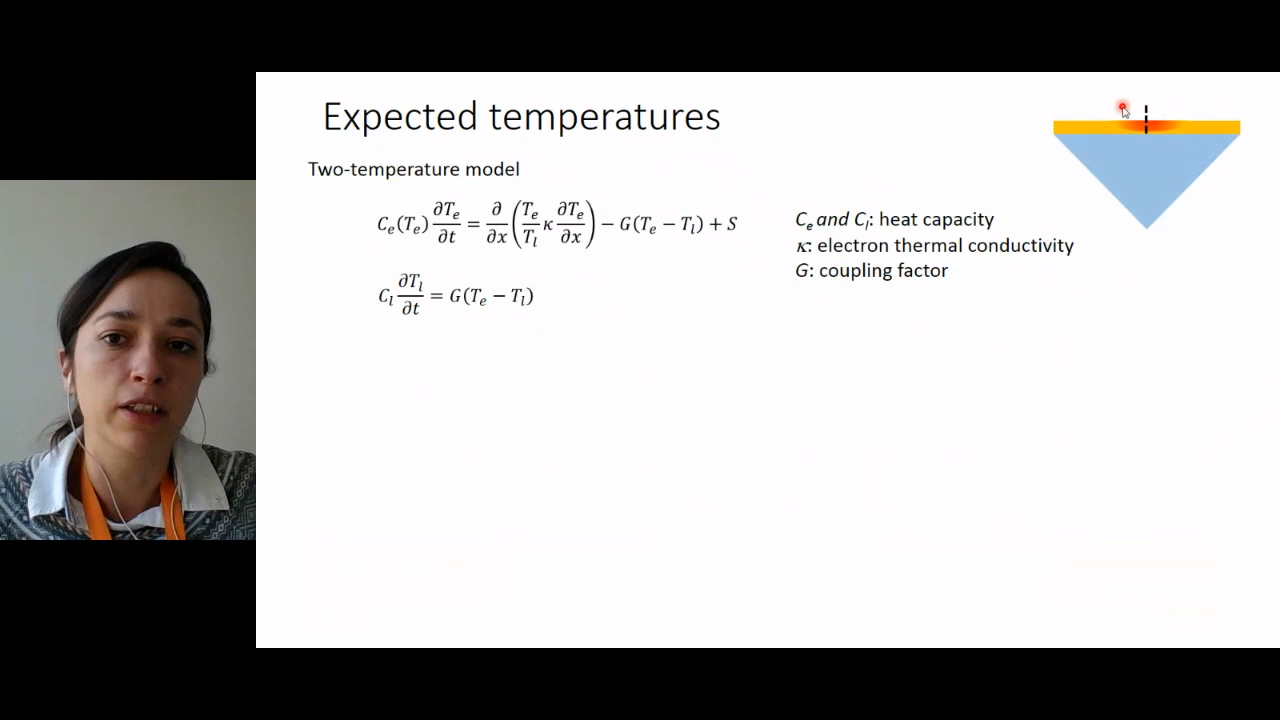 Expected temperatures
Two-temperature model
C_e(T_e) ∂T_e/∂t = ∂/∂x (T_e/T_l κ ∂T_e/∂x) − G(T_e − T_l) + S
C_l ∂T_l/∂t = G(T_e − T_l)
C_e and C_l: heat capacity
κ: electron thermal conductivity
G: coupling factor